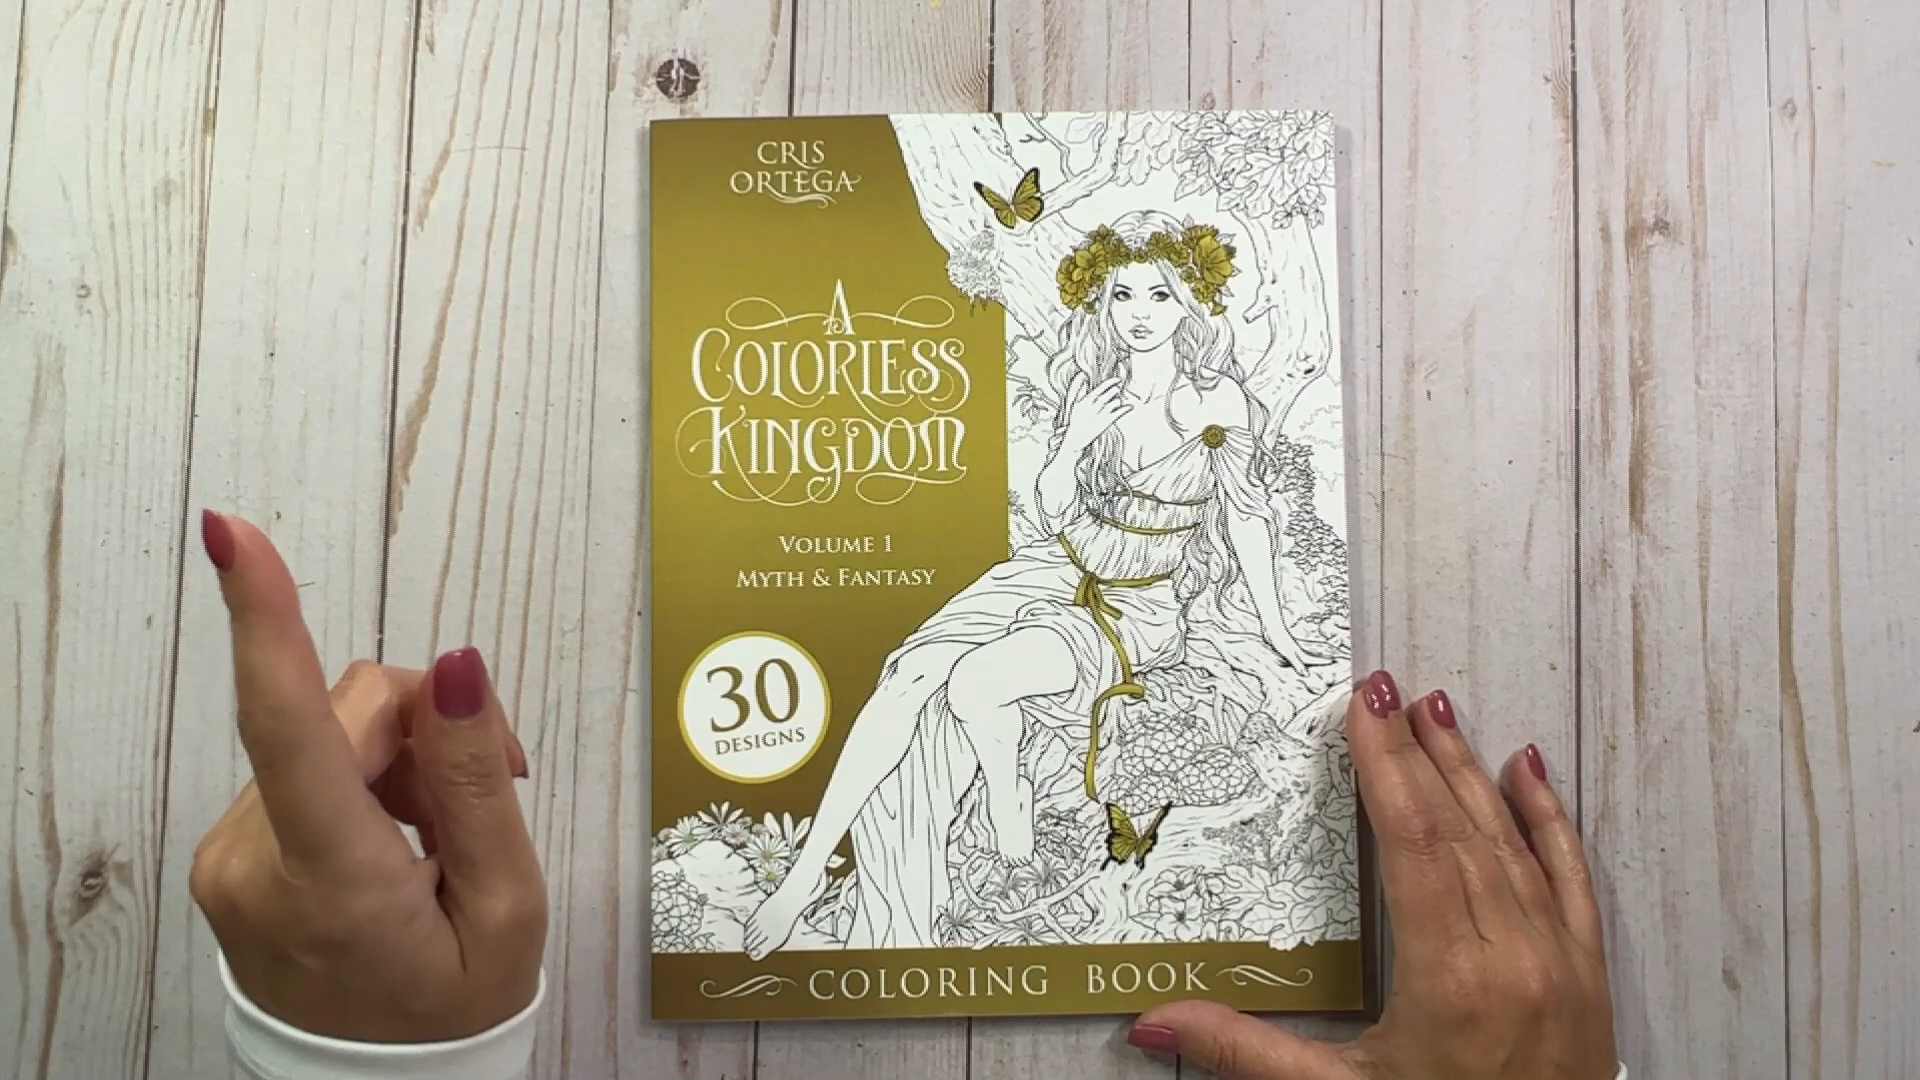 CRIS
ORTEGA
A
COLORLESS
KINGDOM
VOLUME 1
MYTH & FANTASY
30
DESIGNS
COLORING BOOK